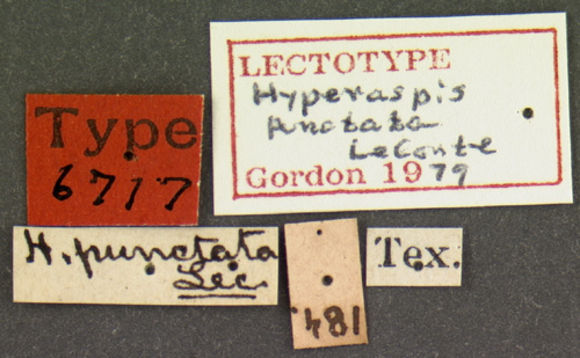 Type
6717
LECTOTYPE
Hyperaspis
punctata
LeConte
Gordon 1979
H. punctata
Lec.
481
Tex.